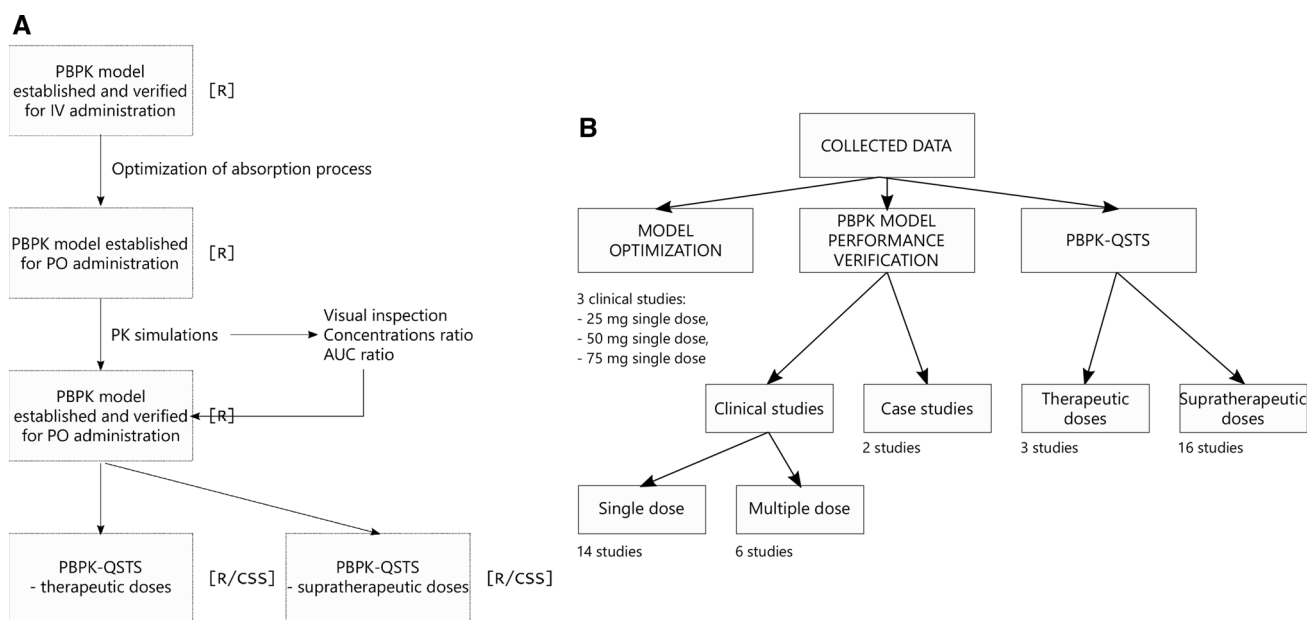 A
PBPK model
established and verified
for IV administration
[R]
Optimization of absorption process
PBPK model established
for PO administration
[R]
PK simulations
Visual inspection
Concentrations ratio
AUC ratio
PBPK model
established and verified
for PO administration
[R]
PBPK-QSTS
- therapeutic doses
[R/CSS]
PBPK-QSTS
- supratherapeutic doses
[R/CSS]
B
COLLECTED DATA
MODEL
OPTIMIZATION
PBPK MODEL
PERFORMANCE
VERIFICATION
PBPK-QSTS
3 clinical studies:
- 25 mg single dose,
- 50 mg single dose,
- 75 mg single dose
Clinical studies
Case studies
2 studies
Therapeutic
doses
3 studies
Supratherapeutic
doses
16 studies
Single dose
14 studies
Multiple dose
6 studies